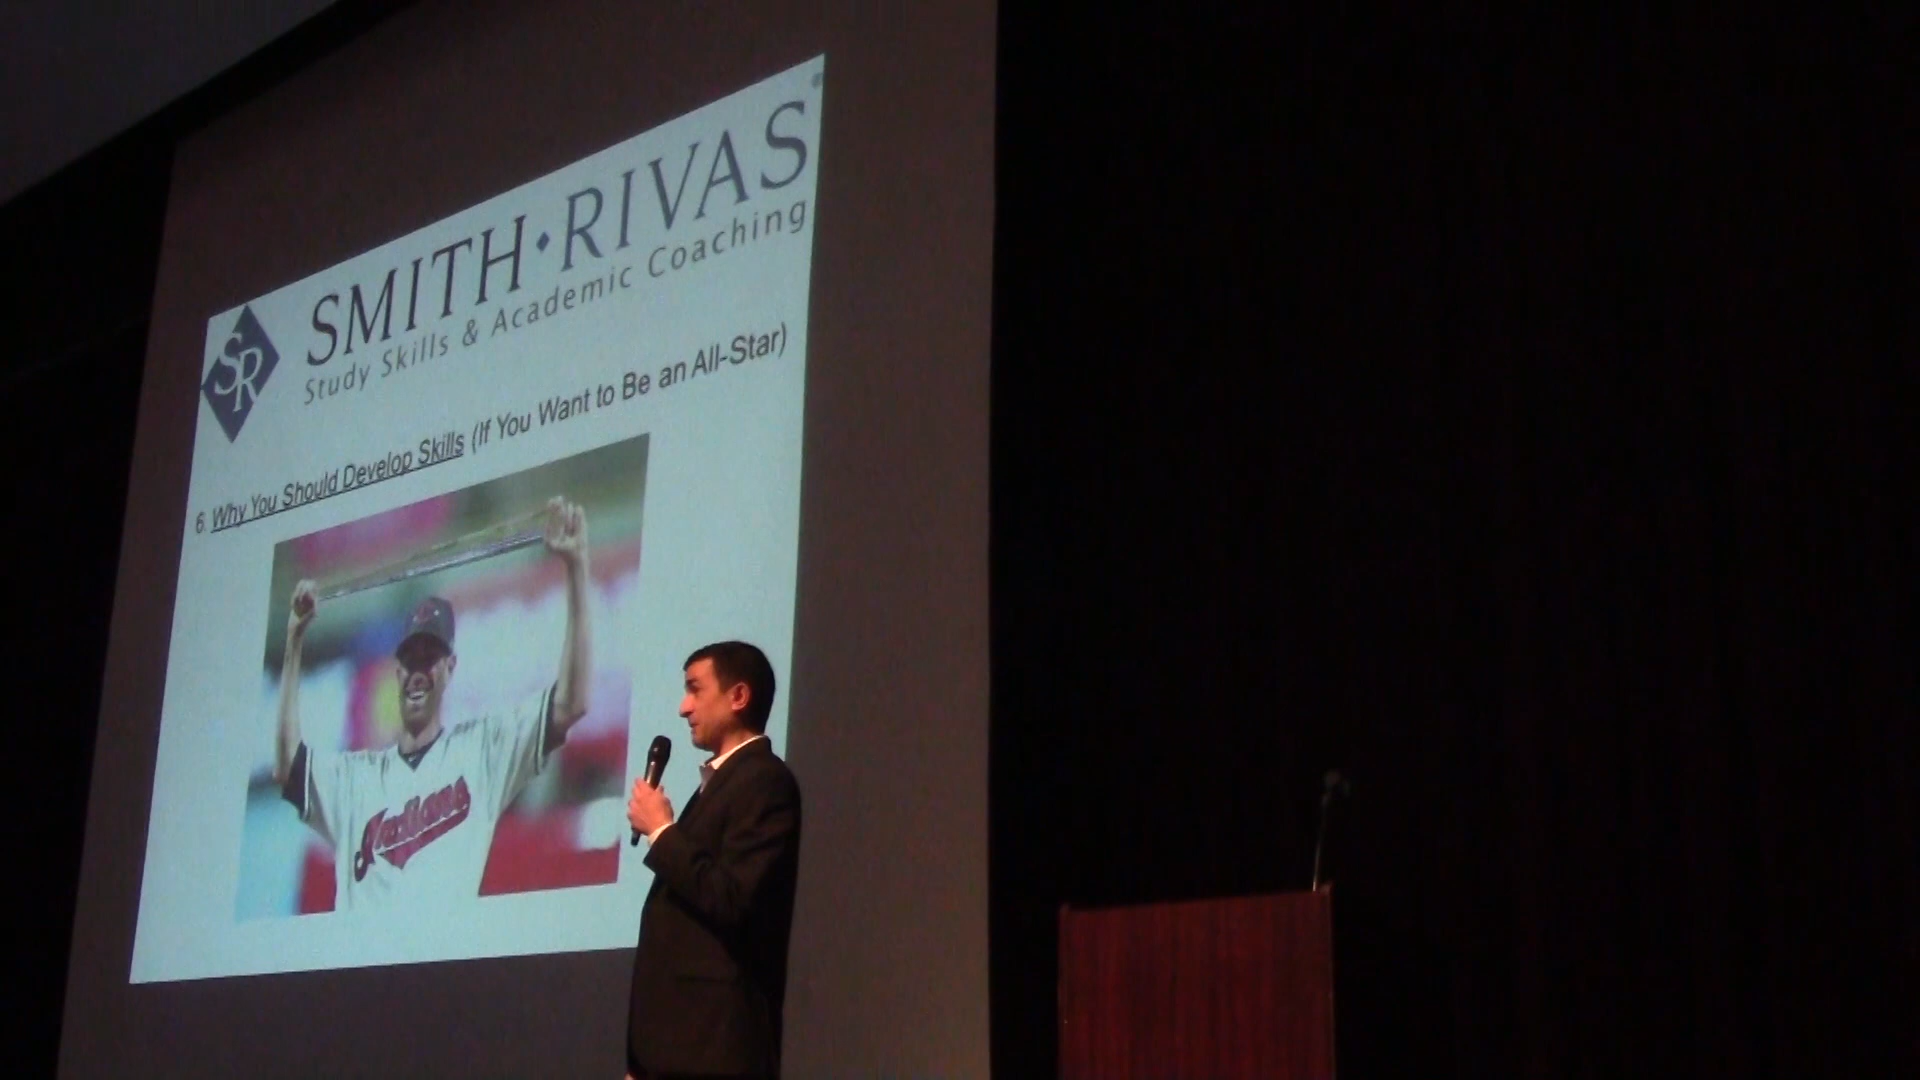 SMITH·RIVAS®
Study Skills & Academic Coaching
SR
6. Why You Should Develop Skills (If You Want to Be an All-Star)
Indians